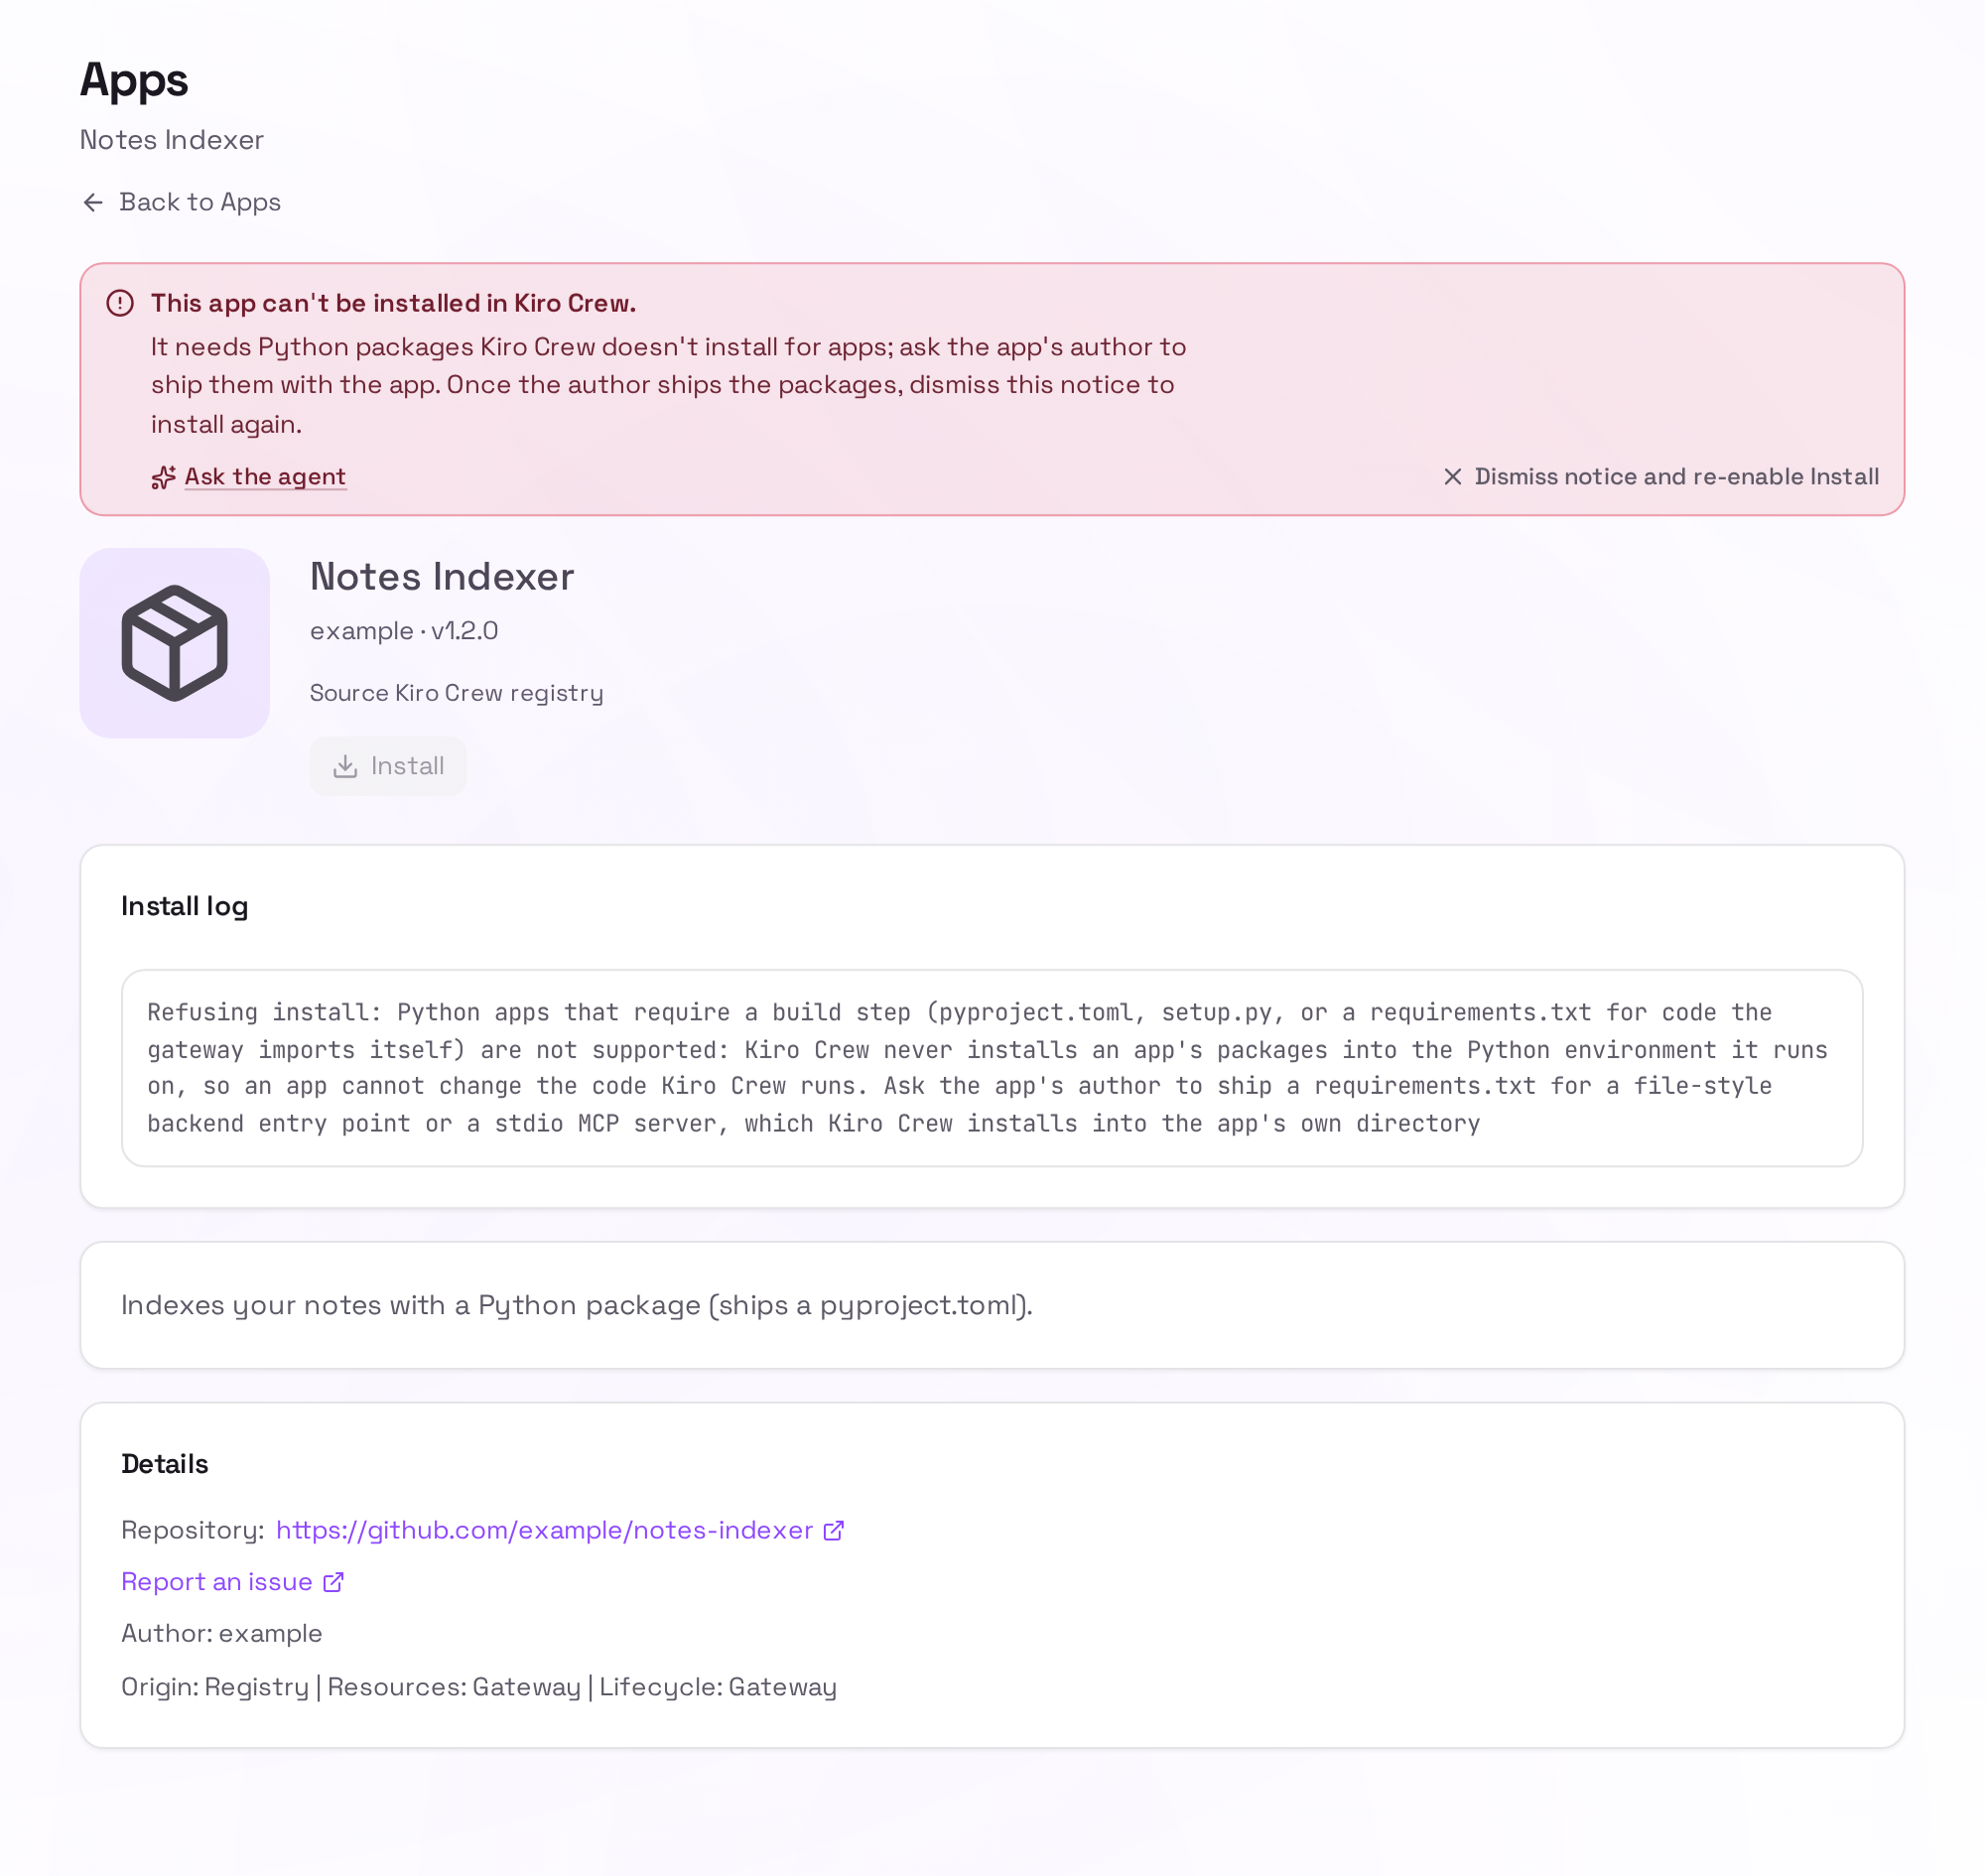 Apps
Notes Indexer
Back to Apps
This app can't be installed in Kiro Crew.
It needs Python packages Kiro Crew doesn't install for apps; ask the app's author to
ship them with the app. Once the author ships the packages, dismiss this notice to
install again.
Ask the agent
Dismiss notice and re-enable Install
Notes Indexer
example · v1.2.0
Source Kiro Crew registry
Install
Install log
Refusing install: Python apps that require a build step (pyproject.toml, setup.py, or a requirements.txt for code the
gateway imports itself) are not supported: Kiro Crew never installs an app's packages into the Python environment it runs
on, so an app cannot change the code Kiro Crew runs. Ask the app's author to ship a requirements.txt for a file-style
backend entry point or a stdio MCP server, which Kiro Crew installs into the app's own directory
Indexes your notes with a Python package (ships a pyproject.toml).
Details
Repository: https://github.com/example/notes-indexer
Report an issue
Author: example
Origin: Registry | Resources: Gateway | Lifecycle: Gateway